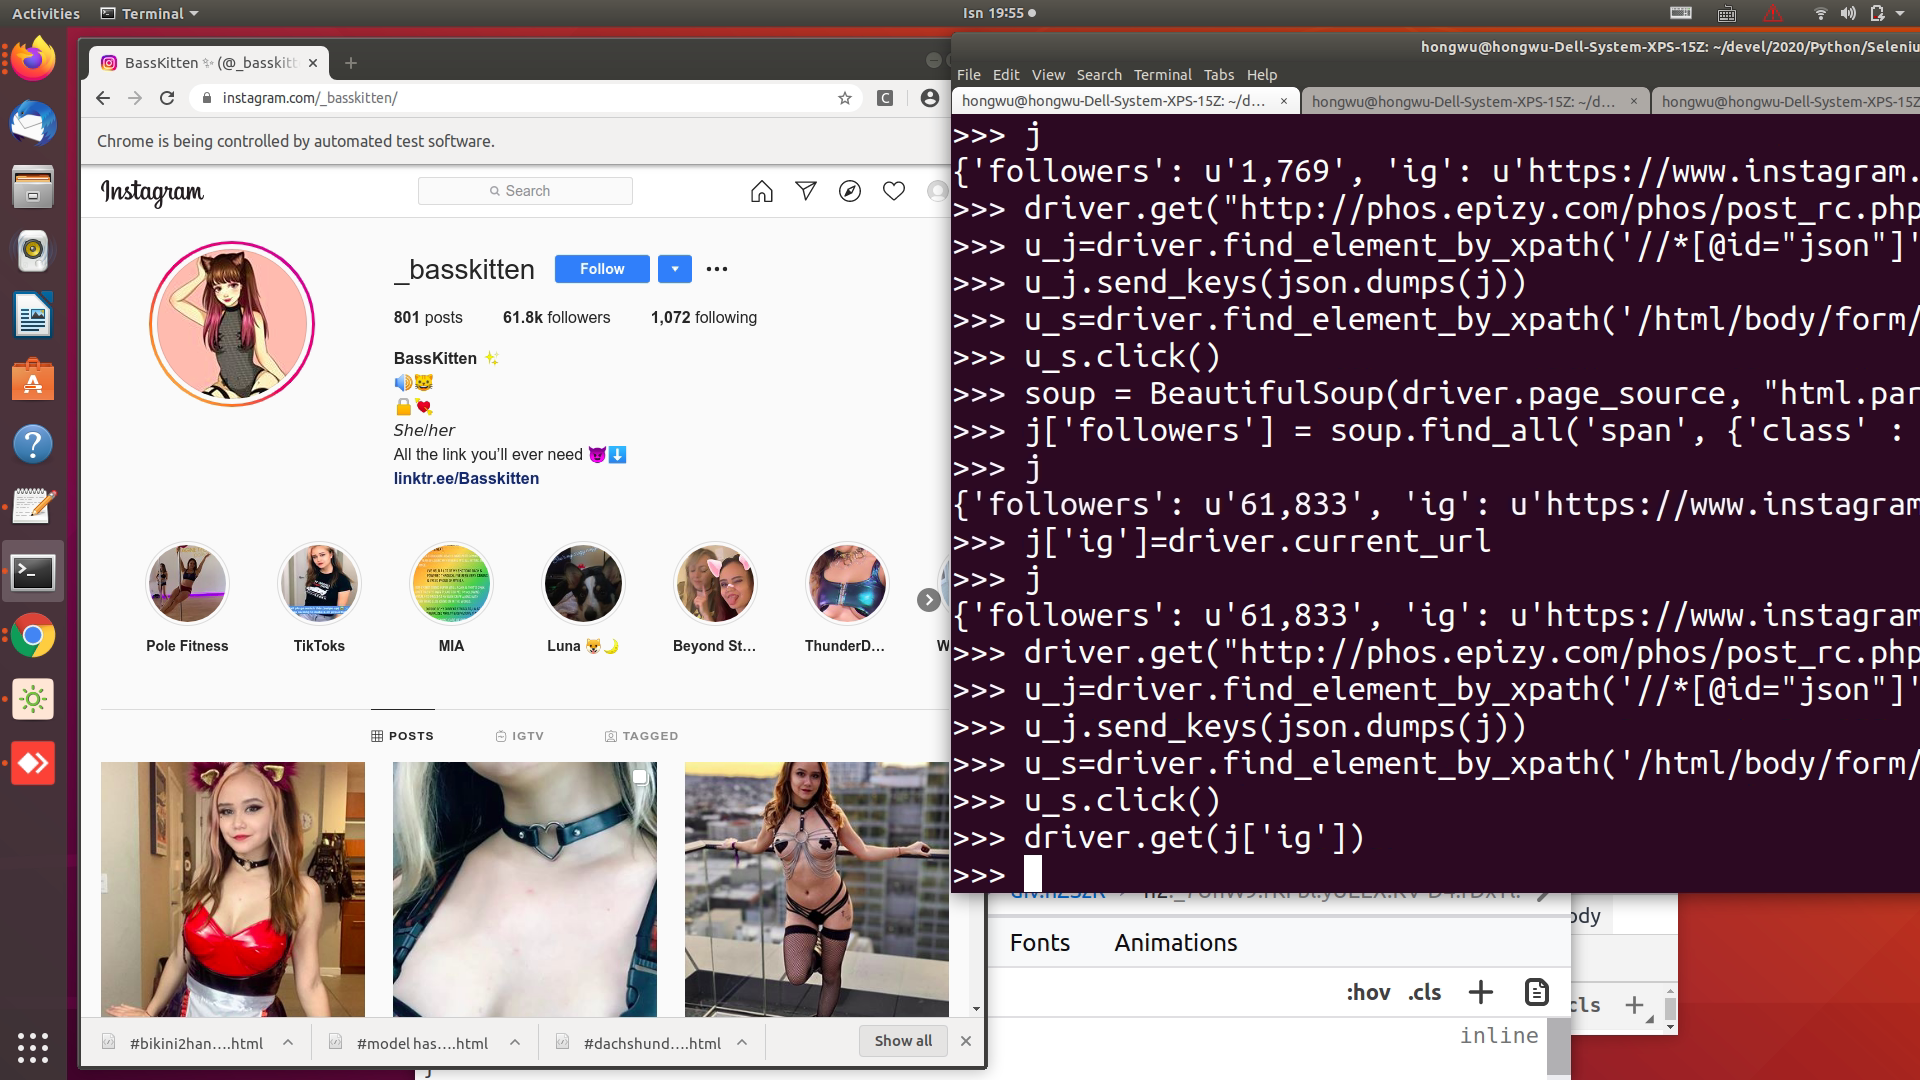 Activities
Terminal
Isn 19:55
BassKitten ✨ (@_basskitt
instagram.com/_basskitten/
Chrome is being controlled by automated test software.
Instagram
Search
_basskitten
Follow
801 posts
61.8k followers
1,072 following
BassKitten ✨
🔊😺
🔒💘
She/her
All the link you’ll ever need 😈⬇️
linktr.ee/Basskitten
Pole Fitness
TikToks
MIA
Luna 🐶🌙
Beyond St...
ThunderD...
W
POSTS
IGTV
TAGGED
#bikini2han....html
#model has....html
#dachshund....html
Show all
hongwu@hongwu-Dell-System-XPS-15Z: ~/devel/2020/Python/Seleniu
File Edit View Search Terminal Tabs Help
hongwu@hongwu-Dell-System-XPS-15Z: ~/d...
hongwu@hongwu-Dell-System-XPS-15Z: ~/d...
hongwu@hongwu-Dell-System-XPS-15Z
>>> j
{'followers': u'1,769', 'ig': u'https://www.instagram.
>>> driver.get("http://phos.epizy.com/phos/post_rc.php
>>> u_j=driver.find_element_by_xpath('//*[@id="json"]'
>>> u_j.send_keys(json.dumps(j))
>>> u_s=driver.find_element_by_xpath('/html/body/form/
>>> u_s.click()
>>> soup = BeautifulSoup(driver.page_source, "html.par
>>> j['followers'] = soup.find_all('span', {'class' :
>>> j
{'followers': u'61,833', 'ig': u'https://www.instagram
>>> j['ig']=driver.current_url
>>> j
{'followers': u'61,833', 'ig': u'https://www.instagram
>>> driver.get("http://phos.epizy.com/phos/post_rc.php
>>> u_j=driver.find_element_by_xpath('//*[@id="json"]'
>>> u_j.send_keys(json.dumps(j))
>>> u_s=driver.find_element_by_xpath('/html/body/form/
>>> u_s.click()
>>> driver.get(j['ig'])
>>>
ody
Fonts
Animations
:hov .cls
cls
inline